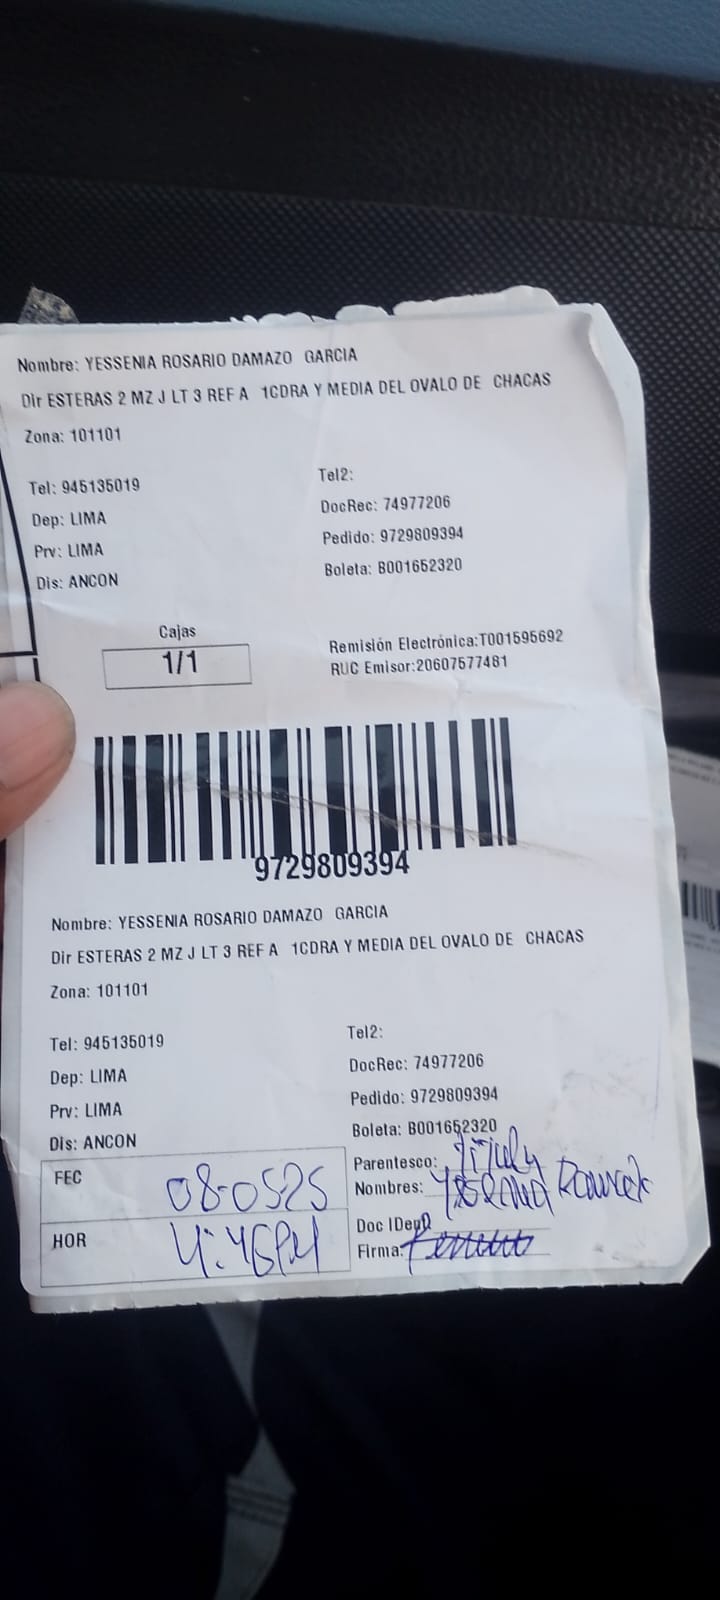 Nombre: YESSENIA ROSARIO DAMAZO GARCIA
Dir ESTERAS 2 MZ J LT 3 REF A 1CDRA Y MEDIA DEL OVALO DE CHACAS
Zona: 101101
Tel: 945135019
Tel2:
Dep: LIMA
DocRec: 74977206
Prv: LIMA
Pedido: 9729809394
Dis: ANCON
Boleta: B001652320
Cajas
1/1
Remisión Electrónica:T001595692
RUC Emisor:20607577481
9729809394
Nombre: YESSENIA ROSARIO DAMAZO GARCIA
Dir ESTERAS 2 MZ J LT 3 REF A 1CDRA Y MEDIA DEL OVALO DE CHACAS
Zona: 101101
Tel: 945135019
Tel2:
Dep: LIMA
DocRec: 74977206
Prv: LIMA
Pedido: 9729809394
Dis: ANCON
Boleta: B001652320
FEC 08-0525
Parentesco:
Nombres:
HOR 4:46PM
Doc IDent
Firma: